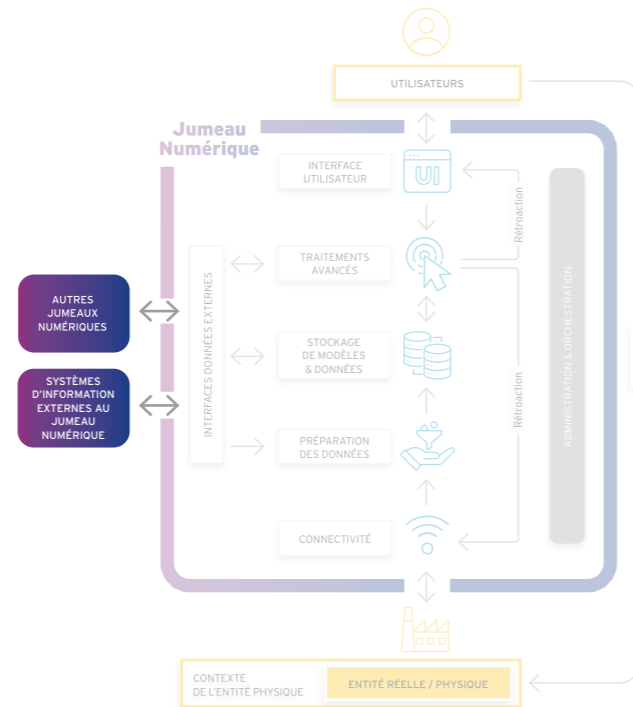 UTILISATEURS
Jumeau
Numérique
INTERFACE
UTILISATEUR
UI
Rétroaction
TRAITEMENTS
AVANCÉS
INTERFACES DONNÉES EXTERNES
AUTRES
JUMEAUX
NUMÉRIQUES
STOCKAGE
DE MODÈLES
& DONNÉES
ADMINISTRATION & ORCHESTRATION
SYSTÈMES
D'INFORMATION
EXTERNES AU
JUMEAU
NUMÉRIQUE
Rétroaction
PRÉPARATION
DES DONNÉES
CONNECTIVITÉ
CONTEXTE
DE L'ENTITÉ PHYSIQUE
ENTITÉ RÉELLE / PHYSIQUE